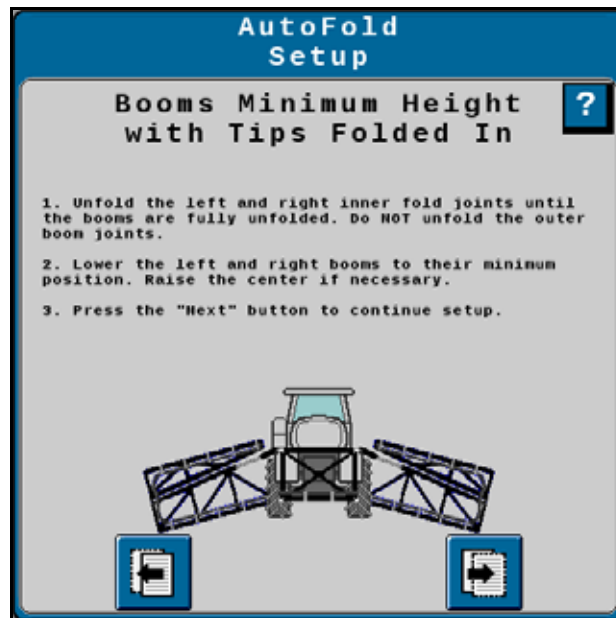 AutoFold
Setup
Booms Minimum Height
with Tips Folded In
?
1. Unfold the left and right inner fold joints until
the booms are fully unfolded. Do NOT unfold the outer
boom joints.
2. Lower the left and right booms to their minimum
position. Raise the center if necessary.
3. Press the "Next" button to continue setup.